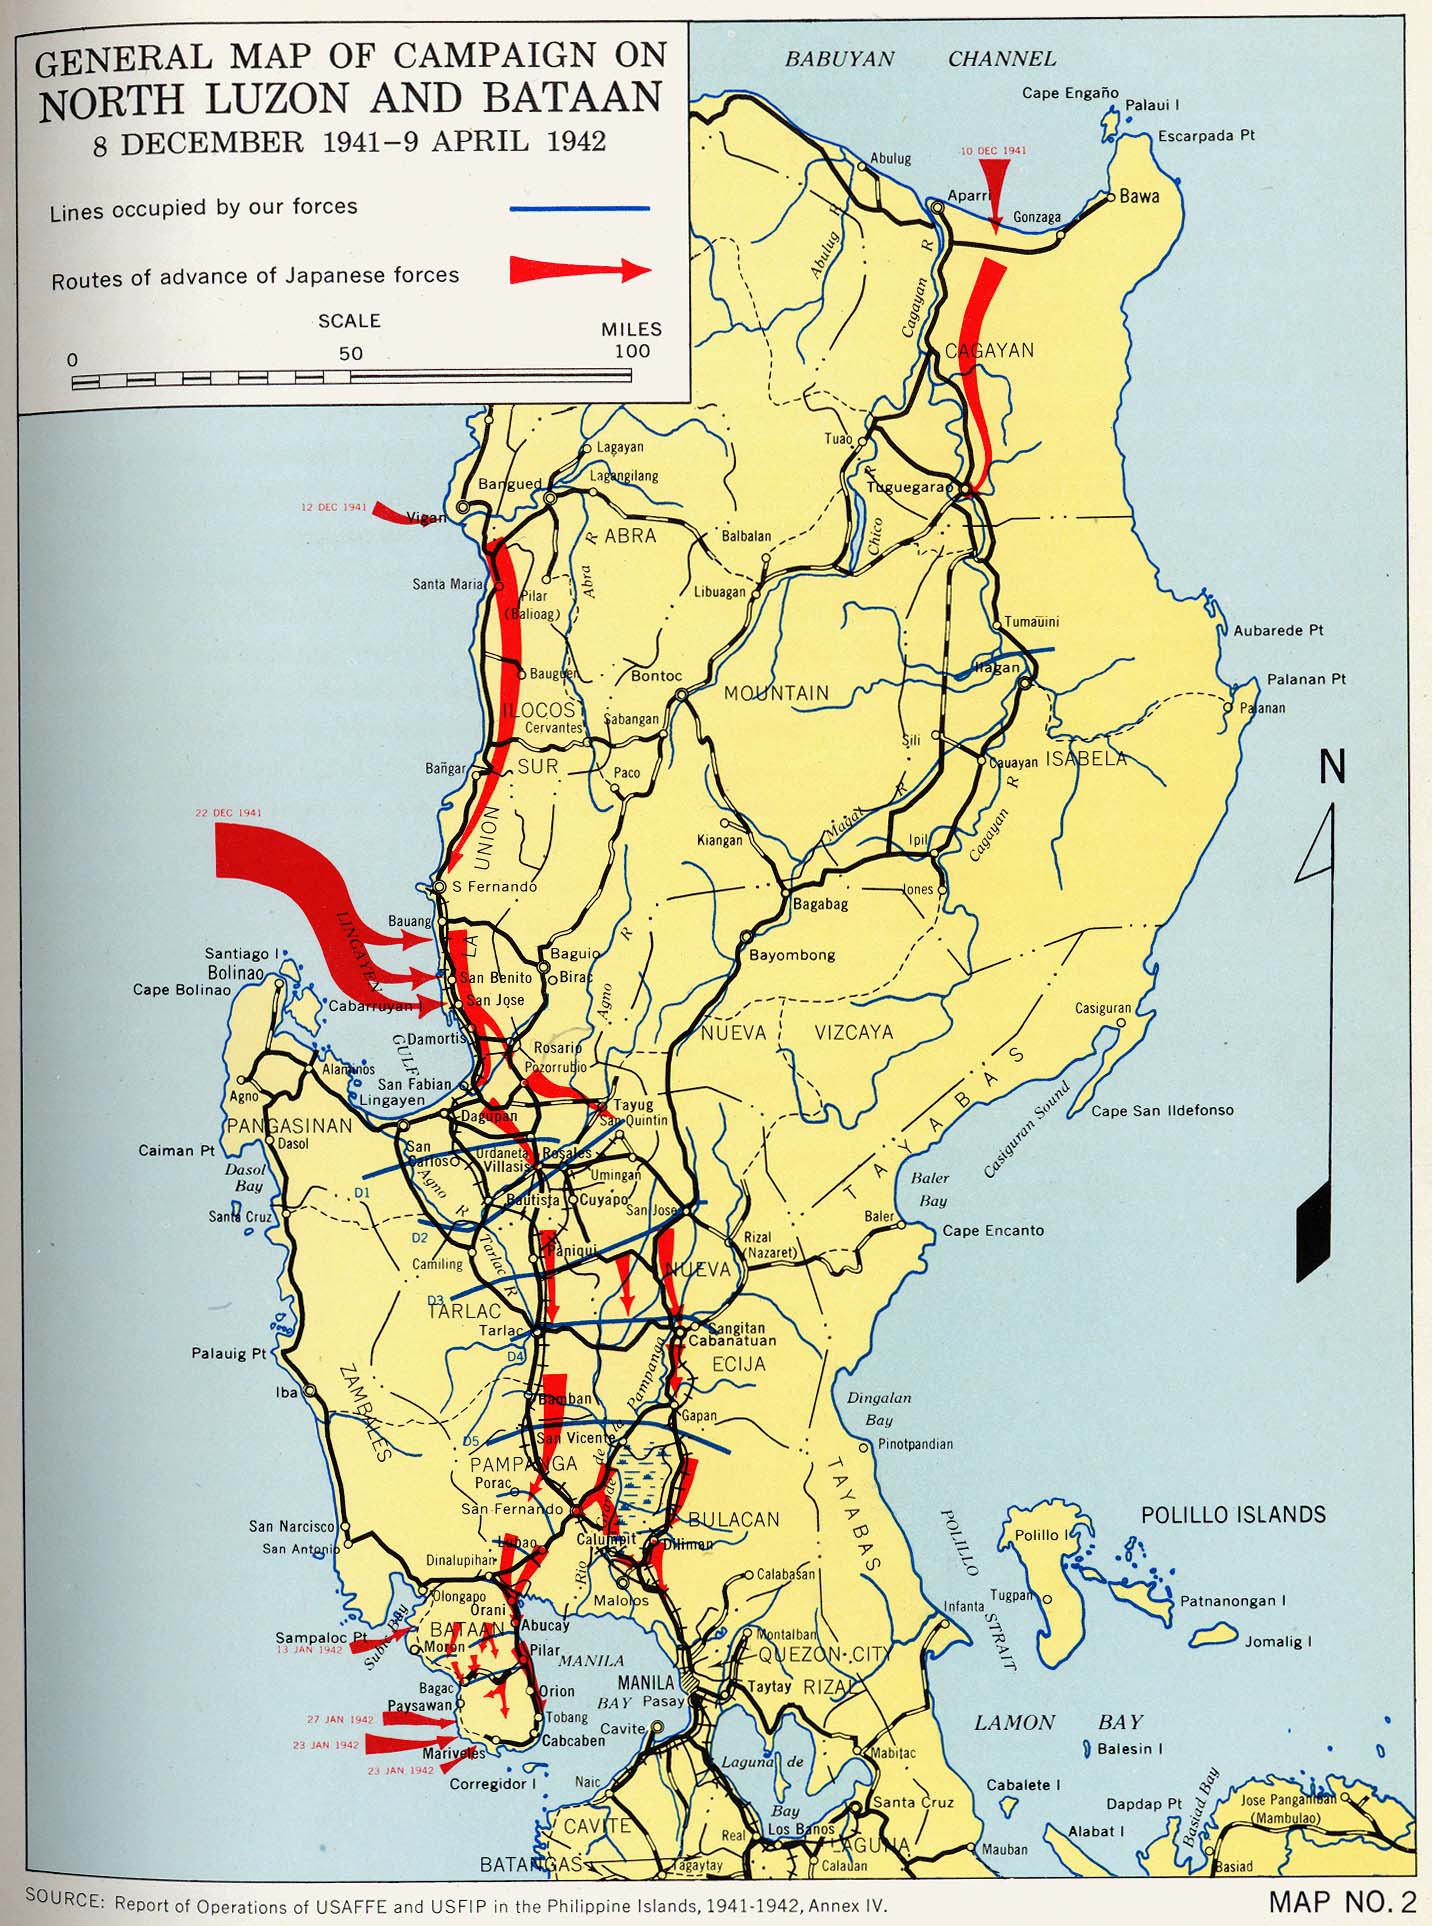 GENERAL MAP OF CAMPAIGN ON
NORTH LUZON AND BATAAN
8 DECEMBER 1941–9 APRIL 1942
Lines occupied by our forces
Routes of advance of Japanese forces
SCALE
MILES
0
50
100
BABUYAN CHANNEL
Cape Engaño
Palaui I
Escarpada Pt
10 DEC 1941
Abulug
Aparri
Gonzaga
Bawa
Abulug R
Cagayan R
CAGAYAN
Tuao
Tuguegarao
Chico R
Lagayan
Lagangilang
Bangued
12 DEC 1941
Vigan
ABRA
Abra R
Balbalan
Libuagan
Santa Maria
Pilar
(Balioag)
Tumauini
Aubarede Pt
Ilagan
Palanan Pt
Palanan
Bauguen
Bontoc
MOUNTAIN
ILOCOS
SUR
Cervantes
Sabangan
Sili
Cauayan
ISABELA
Bañgar
Paco
N
22 DEC 1941
UNION
LA
Kiangan
Magat R
Cagayan R
Ipil
Jones
S Fernando
Bagabag
Bauang
Bayombong
LINGAYEN
GULF
Santiago I
Bolinao
Cape Bolinao
Baguio
Birac
San Benito
Cabarruyan
San Jose
Agno R
Casiguran
Damortis
Rosario
NUEVA VIZCAYA
Alaminos
San Fabian
Pozorrubio
Lingayen
Agno
Dagupan
Tayug
San Quintin
TAYABAS
Casiguran Sound
Cape San Ildefonso
PANGASINAN
Dasol
Caiman Pt
San
Carlos
Urdaneta
Villasis
Rosales
Umingan
Dasol
Bay
D1
Agno R
Bautista
Cuyapo
San Jose
Baler
Bay
Baler
Santa Cruz
D2
Cape Encanto
Rizal
(Nazaret)
Camiling
Tarlac R
Paniqui
NUEVA
D3
TARLAC
Tarlac
Sangitan
Cabanatuan
Palauig Pt
D4
ECIJA
Iba
ZAMBALES
Bamban
Rio Grande de la Pampanga
Gapan
Dingalan
Bay
D5
San Vicente
Pinotpandian
PAMPANGA
Porac
San Fernando
TAYABAS
BULACAN
POLILLO ISLANDS
Polillo I
POLILLO
STRAIT
San Narcisco
San Antonio
Lubao
Calumpit
Diliman
Dinalupihan
Olongapo
Malolos
Calabasan
Tugpan
Patnanongan I
Orani
Abucay
Infanta
Jomalig I
BATAAN
Subic Bay
Sampaloc Pt
13 JAN 1942
Moron
Pilar
MANILA
BAY
Montalban
QUEZON CITY
MANILA
Bagac
Paysawan
Orion
Pasay
Taytay
RIZAL
27 JAN 1942
Tobang
Cavite
LAMON BAY
23 JAN 1942
Cabcaben
Mabitac
Balesin I
Mariveles
23 JAN 1942
Laguna de
Bay
Corregidor I
Naic
Cabalete I
Santa Cruz
Dapdap Pt
Basiad Bay
Jose Panganiban
(Mambulao)
CAVITE
Real
Los Banos
LAGUNA
Mauban
Alabat I
BATANGAS
Tagaytay
Calauan
Basiad
SOURCE: Report of Operations of USAFFE and USFIP in the Philippine Islands, 1941-1942, Annex IV.
MAP NO. 2